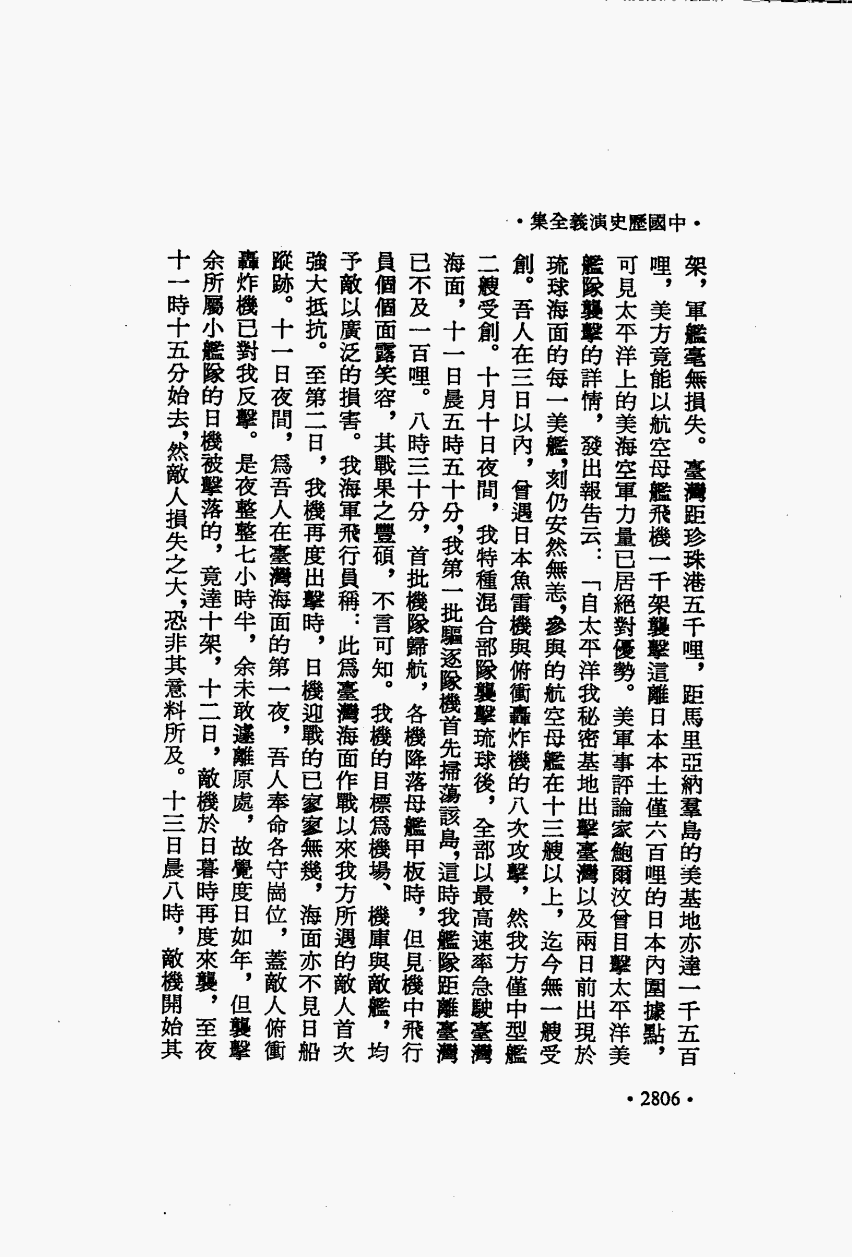 •中國歷史演義全集•
架，軍艦毫無損失。臺灣距珍珠港五千哩，距馬里亞納羣島的美基地亦達一千五百
哩，美方竟能以航空母艦飛機一千架襲擊這離日本本土僅六百哩的日本內圍據點，
可見太平洋上的美海空軍力量已居絕對優勢。美軍事評論家鮑爾汶曾目擊太平洋美
艦隊襲擊的詳情，發出報告云：「自太平洋我秘密基地出擊臺灣以及兩日前出現於
琉球海面的每一美艦，刻仍安然無恙，參與的航空母艦在十三艘以上，迄今無一艘受
創。吾人在三日以內，曾遇日本魚雷機與俯衝轟炸機的八次攻擊，然我方僅中型艦
二艘受創。十月十日夜間，我特種混合部隊襲擊琉球後，全部以最高速率急駛臺灣
海面，十一日晨五時五十分，我第一批驅逐隊機首先掃蕩該島，這時我艦隊距離臺灣
已不及一百哩。八時三十分，首批機隊歸航，各機降落母艦甲板時，但見機中飛行
員個個面露笑容，其戰果之豐碩，不言可知。我機的目標爲機場、機庫與敵艦，均
予敵以廣泛的損害。我海軍飛行員稱：此爲臺灣海面作戰以來我方所遇的敵人首次
強大抵抗。至第二日，我機再度出擊時，日機迎戰的已寥寥無幾，海面亦不見日船
蹤跡。十一日夜間，爲吾人在臺灣海面的第一夜，吾人奉命各守崗位，蓋敵人俯衝
轟炸機已對我反擊。是夜整整七小時半，余未敢遽離原處，故覺度日如年，但襲擊
余所屬小艦隊的日機被擊落的，竟達十架，十二日，敵機於日暮時再度來襲，至夜
十一時十五分始去，然敵人損失之大，恐非其意料所及。十三日晨八時，敵機開始其
•2806•